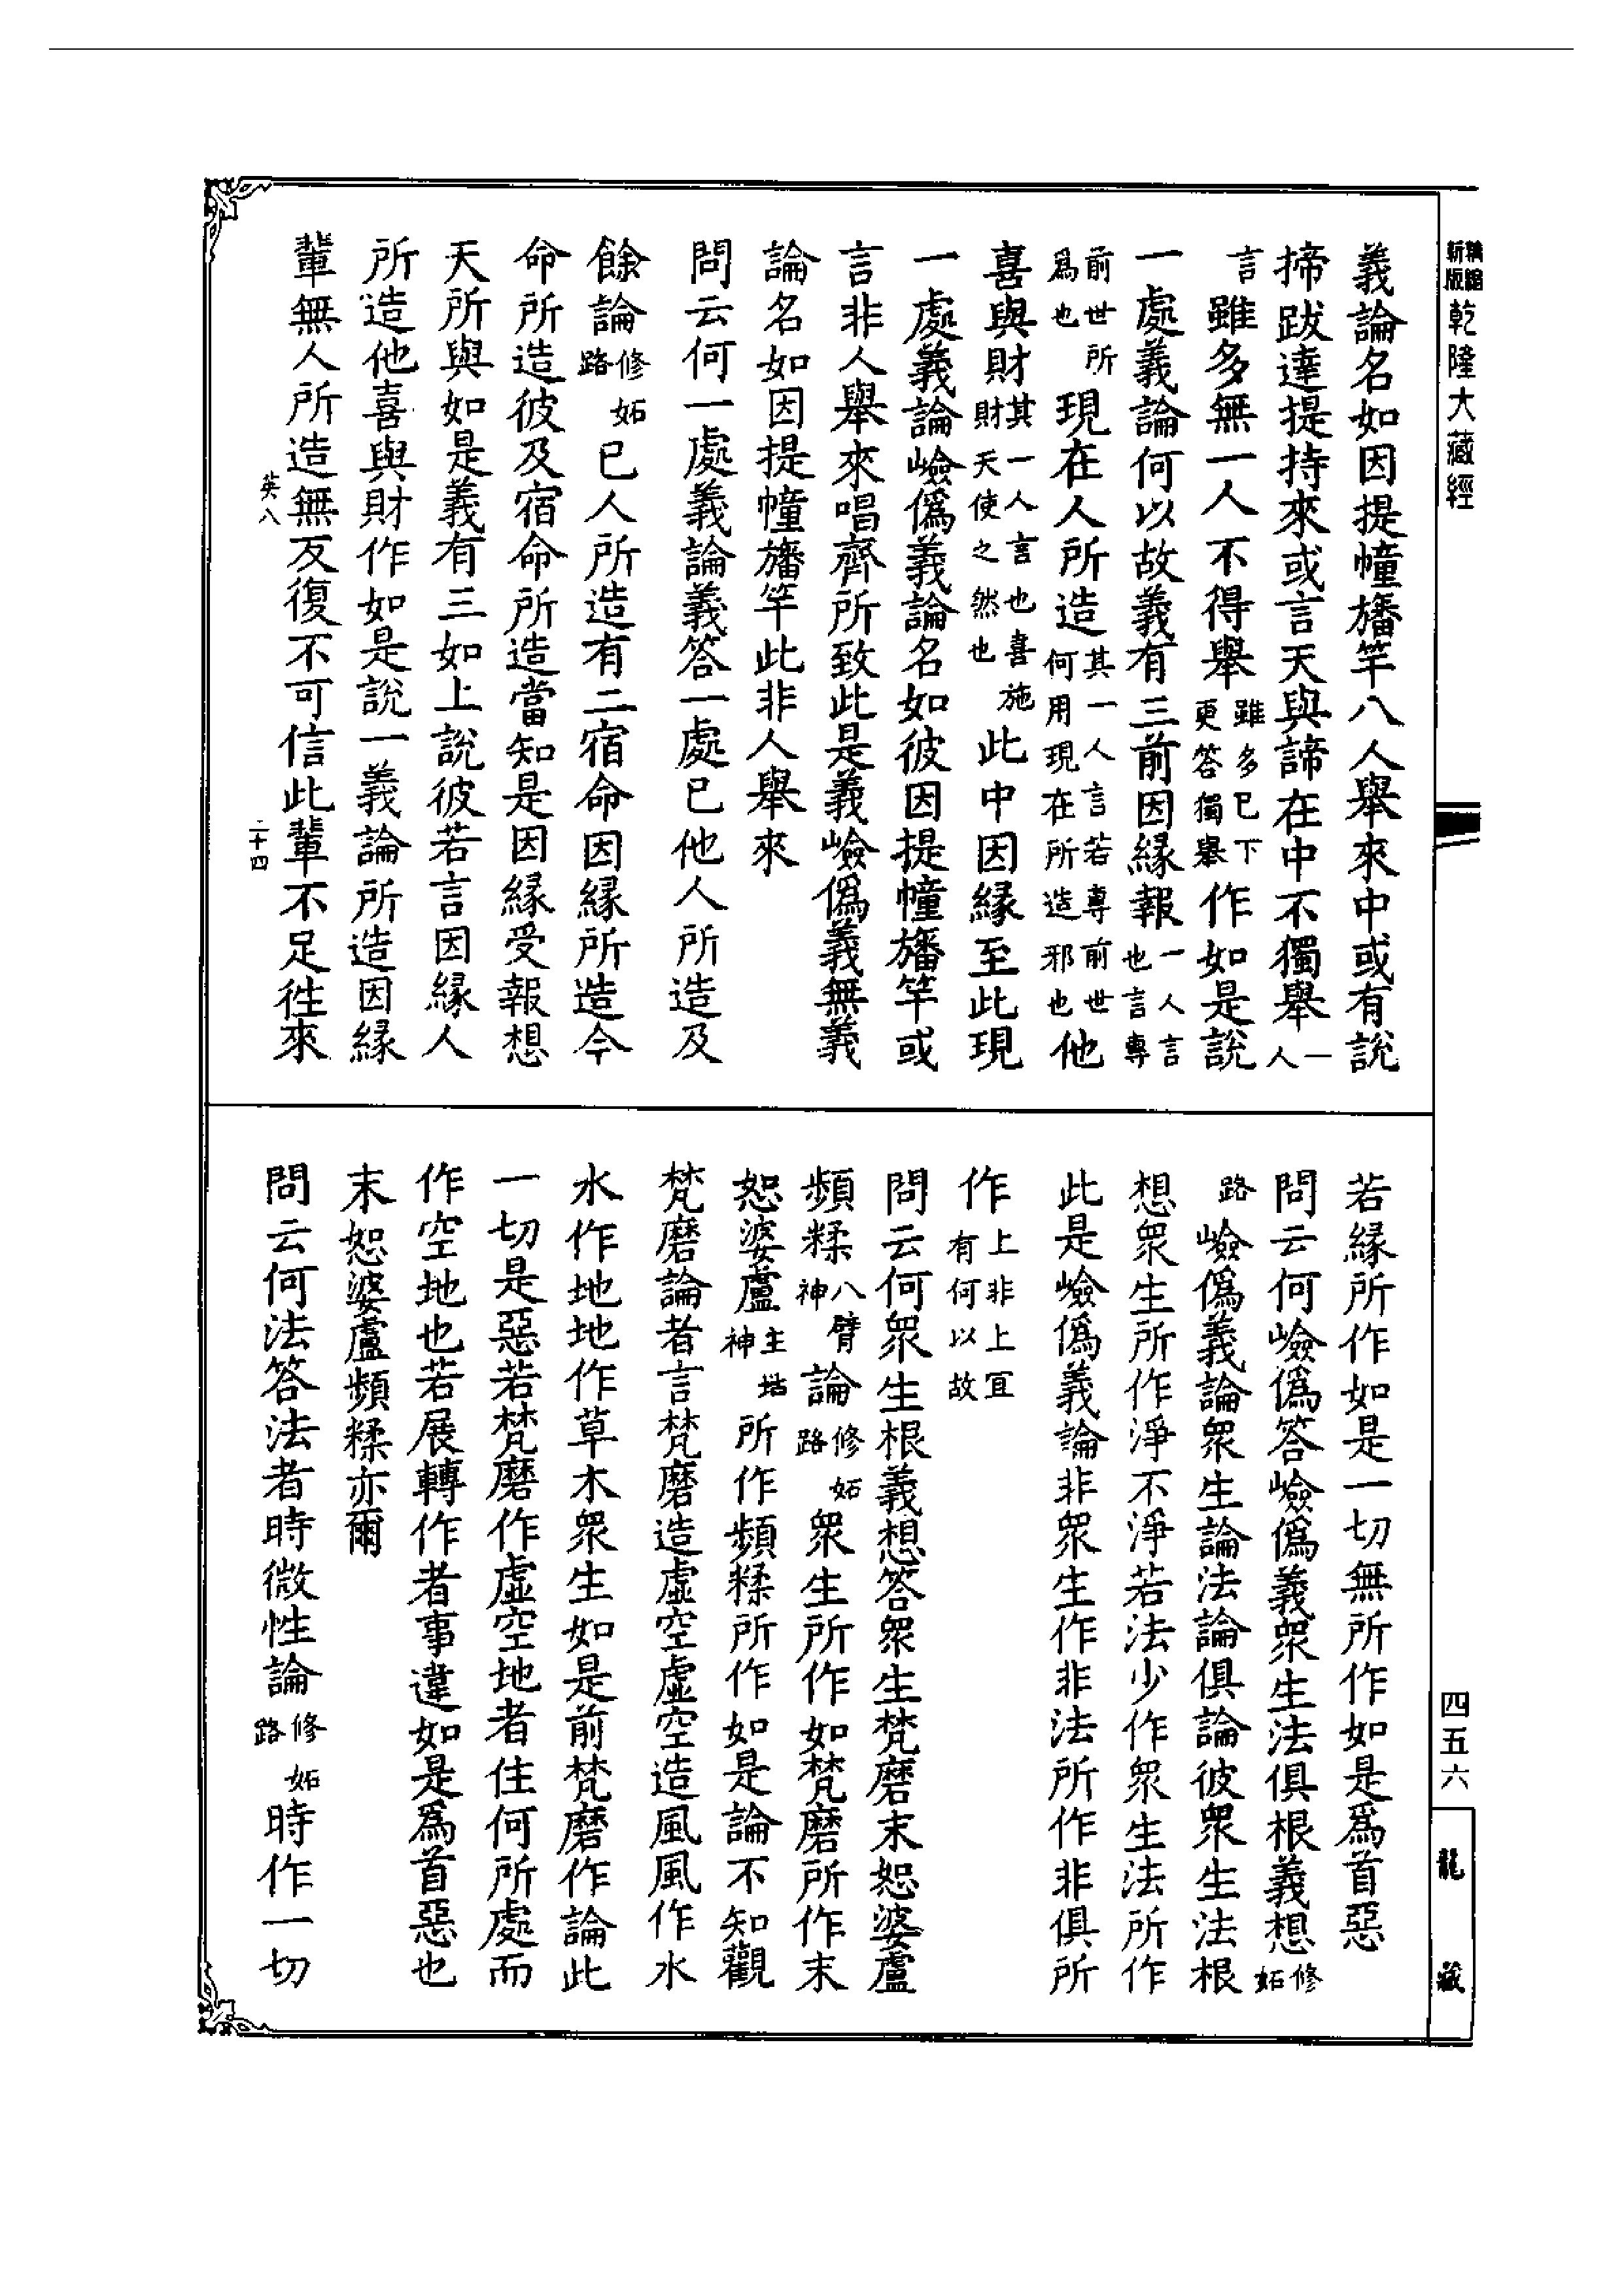 新版精縮乾隆大藏經
義論名如因提幢旛竿八人舉來中或有說
揥跋達提持來或言天與諦在中不獨舉一人
言雖多無一人不得舉雖多已下更答獨舉作如是說
一處義論何以故義有三前因緣報一人言也言專
前世所爲也現在人所造其一人言若專前世何用現在所造邪也他
喜與財其一人言也喜施財天使之然也此中因緣至此現
一處義論嶮僞義論名如彼因提幢旛竿或
言非人舉來唱齊所致此是義嶮僞義無義
論名如因提幢旛竿此非人舉來
問云何一處義論義答一處已他人所造及
餘論修妬路已人所造有二宿命因緣所造今
命所造彼及宿命所造當知是因緣受報想
天所與如是義有三如上說彼若言因緣人
所造他喜與財作如是說一義論所造因緣
輩無人所造無反復不可信此輩不足徃來
英八
二十四
若緣所作如是一切無所作如是爲首惡
問云何嶮僞答嶮僞義衆生法俱根義想修妬
路嶮僞義論衆生論法論俱論彼衆生法根
想衆生所作淨不淨若法少作衆生法所作
此是嶮僞義論非衆生作非法所作非俱所
作上非上宜有何以故
問云何衆生根義想答衆生梵磨末恕婆盧
頻糅八臂神論修妬路衆生所作如梵磨所作末
恕婆盧主神所作頻糅所作如是論不知觀
梵磨論者言梵磨造虛空虛空造風風作水
水作地地作草木衆生如是前梵磨作論此
一切是惡若梵磨作虛空地者住何所處而
作空地也若展轉作者事違如是爲首惡也
末恕婆盧頻糅亦爾
問云何法答法者時微性論修妬路時作一切
四五六
龍藏